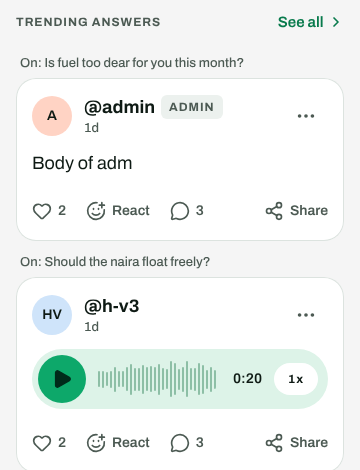 TRENDING ANSWERS See all
On: Is fuel too dear for you this month?
A @admin ADMIN
1d
Body of adm
2 React 3 Share
On: Should the naira float freely?
HV @h-v3
1d
0:20 1x
2 React 3 Share